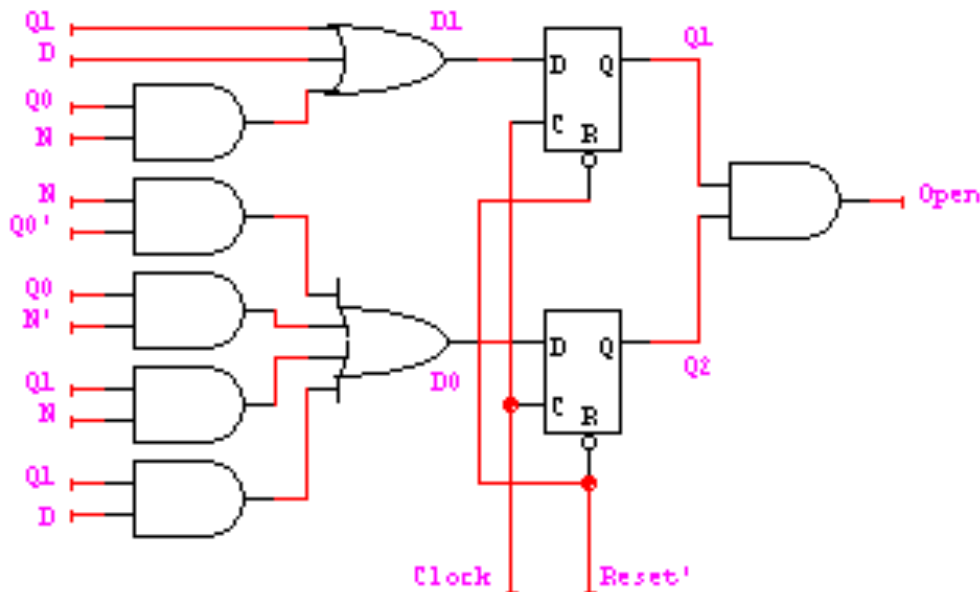 Q1
D
Q0
N
N
Q0'
Q0
N'
Q1
N
Q1
D
D1
D Q
C
R
Q1
Open
D0
D Q
C
R
Q2
Clock
Reset'